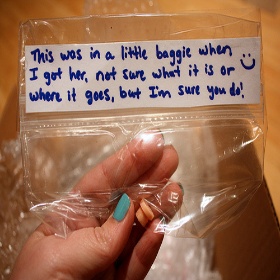 This was in a little baggie when
I got her, not sure what it is or
where it goes, but I'm sure you do!